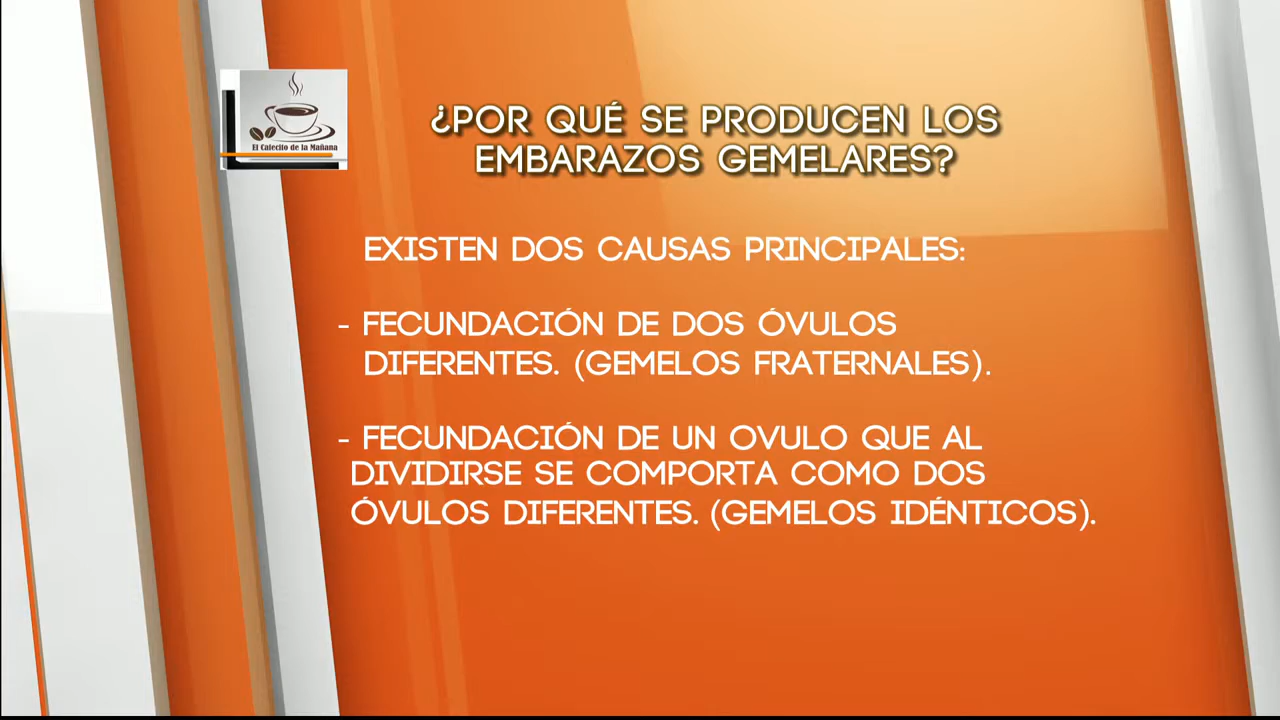 El Cafecito de la Mañana
¿POR QUÉ SE PRODUCEN LOS
EMBARAZOS GEMELARES?
EXISTEN DOS CAUSAS PRINCIPALES:
- FECUNDACIÓN DE DOS ÓVULOS
DIFERENTES. (GEMELOS FRATERNALES).
- FECUNDACIÓN DE UN OVULO QUE AL
DIVIDIRSE SE COMPORTA COMO DOS
ÓVULOS DIFERENTES. (GEMELOS IDÉNTICOS).